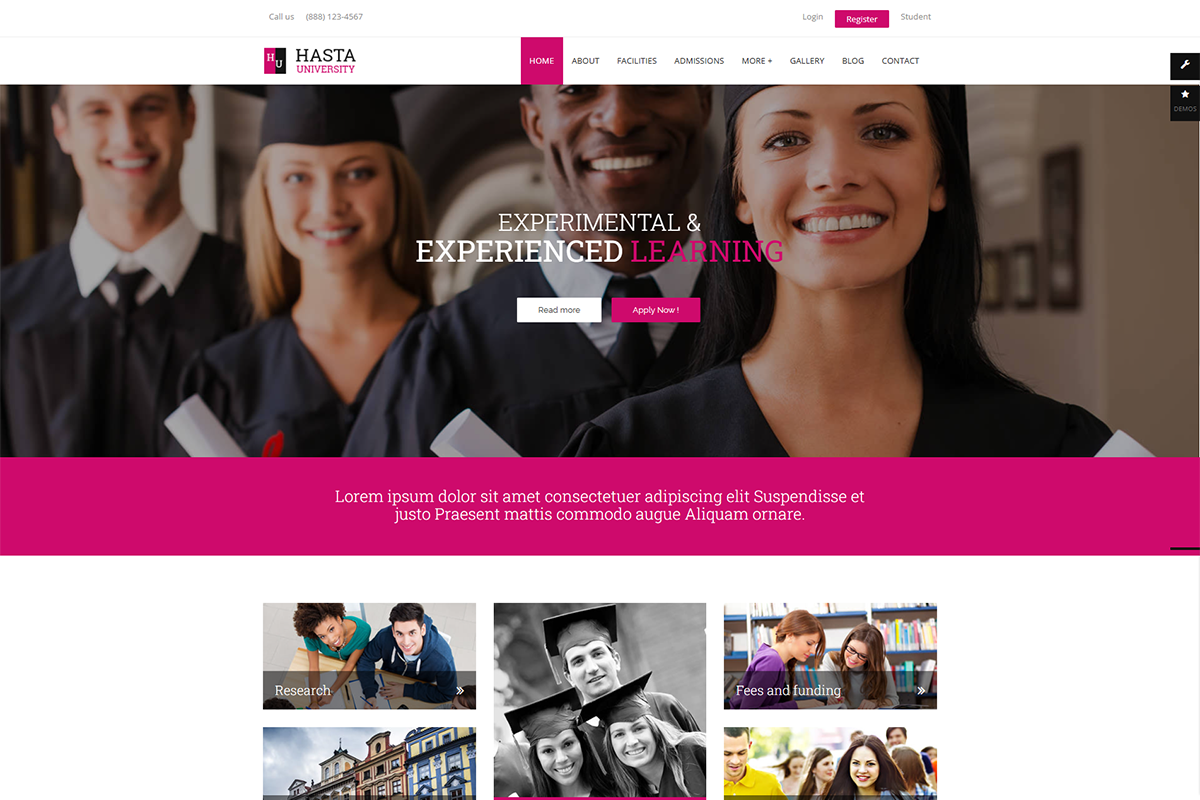 Call us (888) 123-4567
Login Register Student
H U
HASTA
UNIVERSITY
HOME ABOUT FACILITIES ADMISSIONS MORE + GALLERY BLOG CONTACT
DEMOS
EXPERIMENTAL &
EXPERIENCED LEARNING
Read more Apply Now !
Lorem ipsum dolor sit amet consectetuer adipiscing elit Suspendisse et
justo Praesent mattis commodo augue Aliquam ornare.
Research »
Fees and funding »